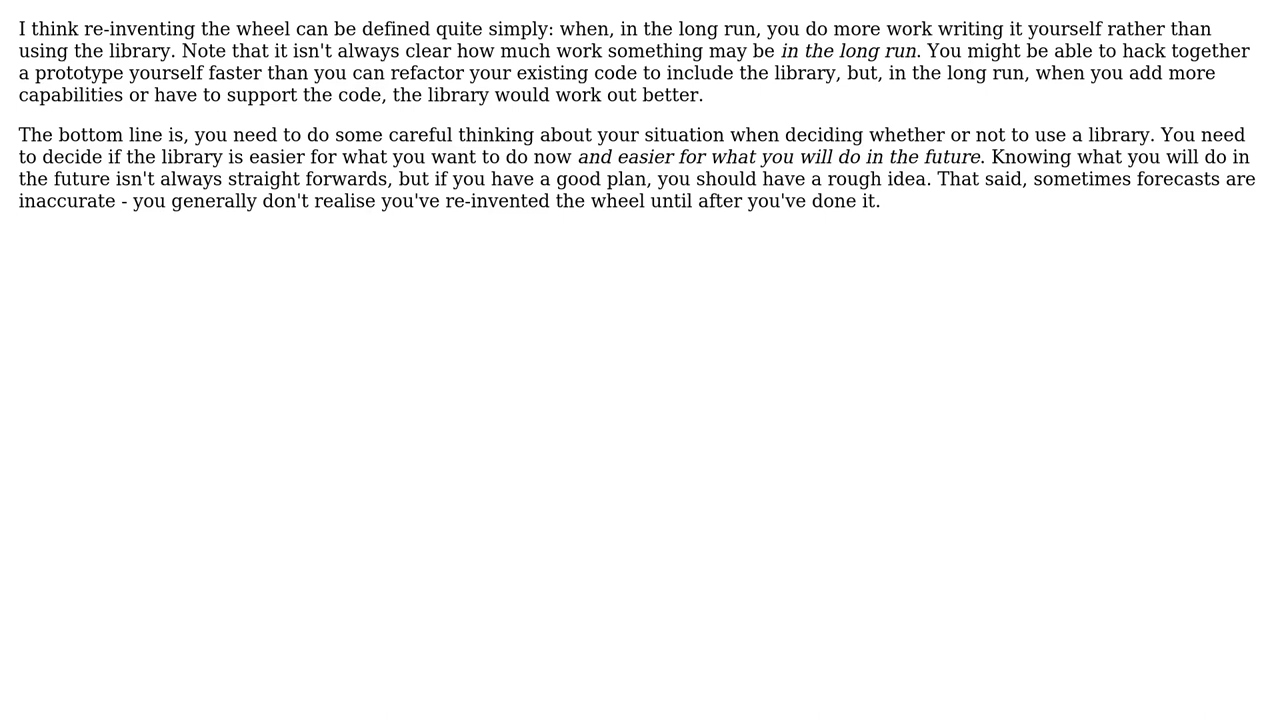 I think re-inventing the wheel can be defined quite simply: when, in the long run, you do more work writing it yourself rather than
using the library. Note that it isn't always clear how much work something may be in the long run. You might be able to hack together
a prototype yourself faster than you can refactor your existing code to include the library, but, in the long run, when you add more
capabilities or have to support the code, the library would work out better.
The bottom line is, you need to do some careful thinking about your situation when deciding whether or not to use a library. You need
to decide if the library is easier for what you want to do now and easier for what you will do in the future. Knowing what you will do in
the future isn't always straight forwards, but if you have a good plan, you should have a rough idea. That said, sometimes forecasts are
inaccurate - you generally don't realise you've re-invented the wheel until after you've done it.